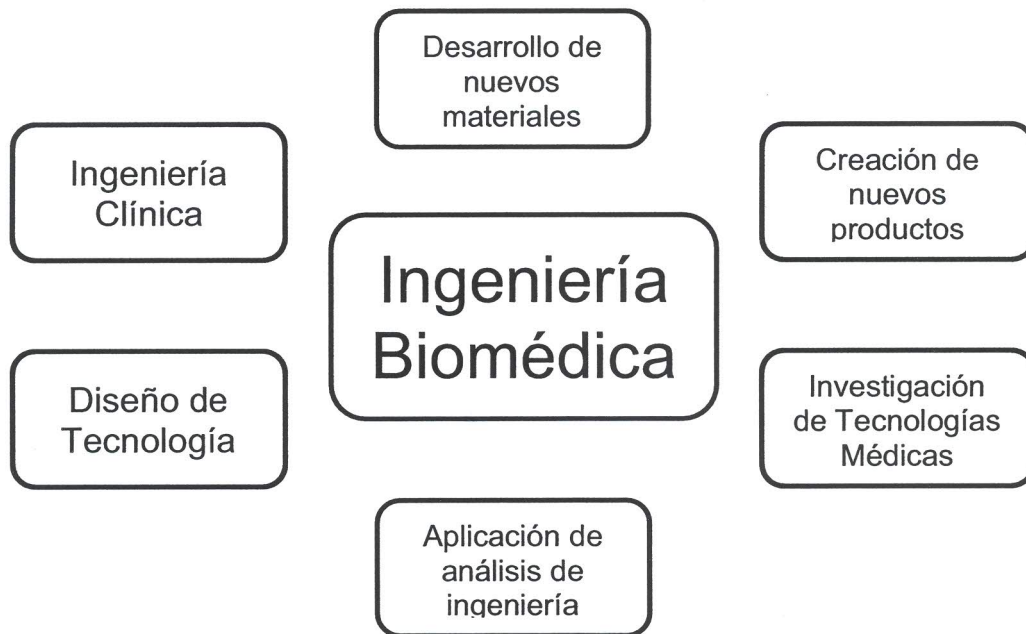 Desarrollo de
nuevos
materiales
Ingeniería
Clínica
Creación de
nuevos
productos
Ingeniería
Biomédica
Diseño de
Tecnología
Investigación
de Tecnologías
Médicas
Aplicación de
análisis de
ingeniería